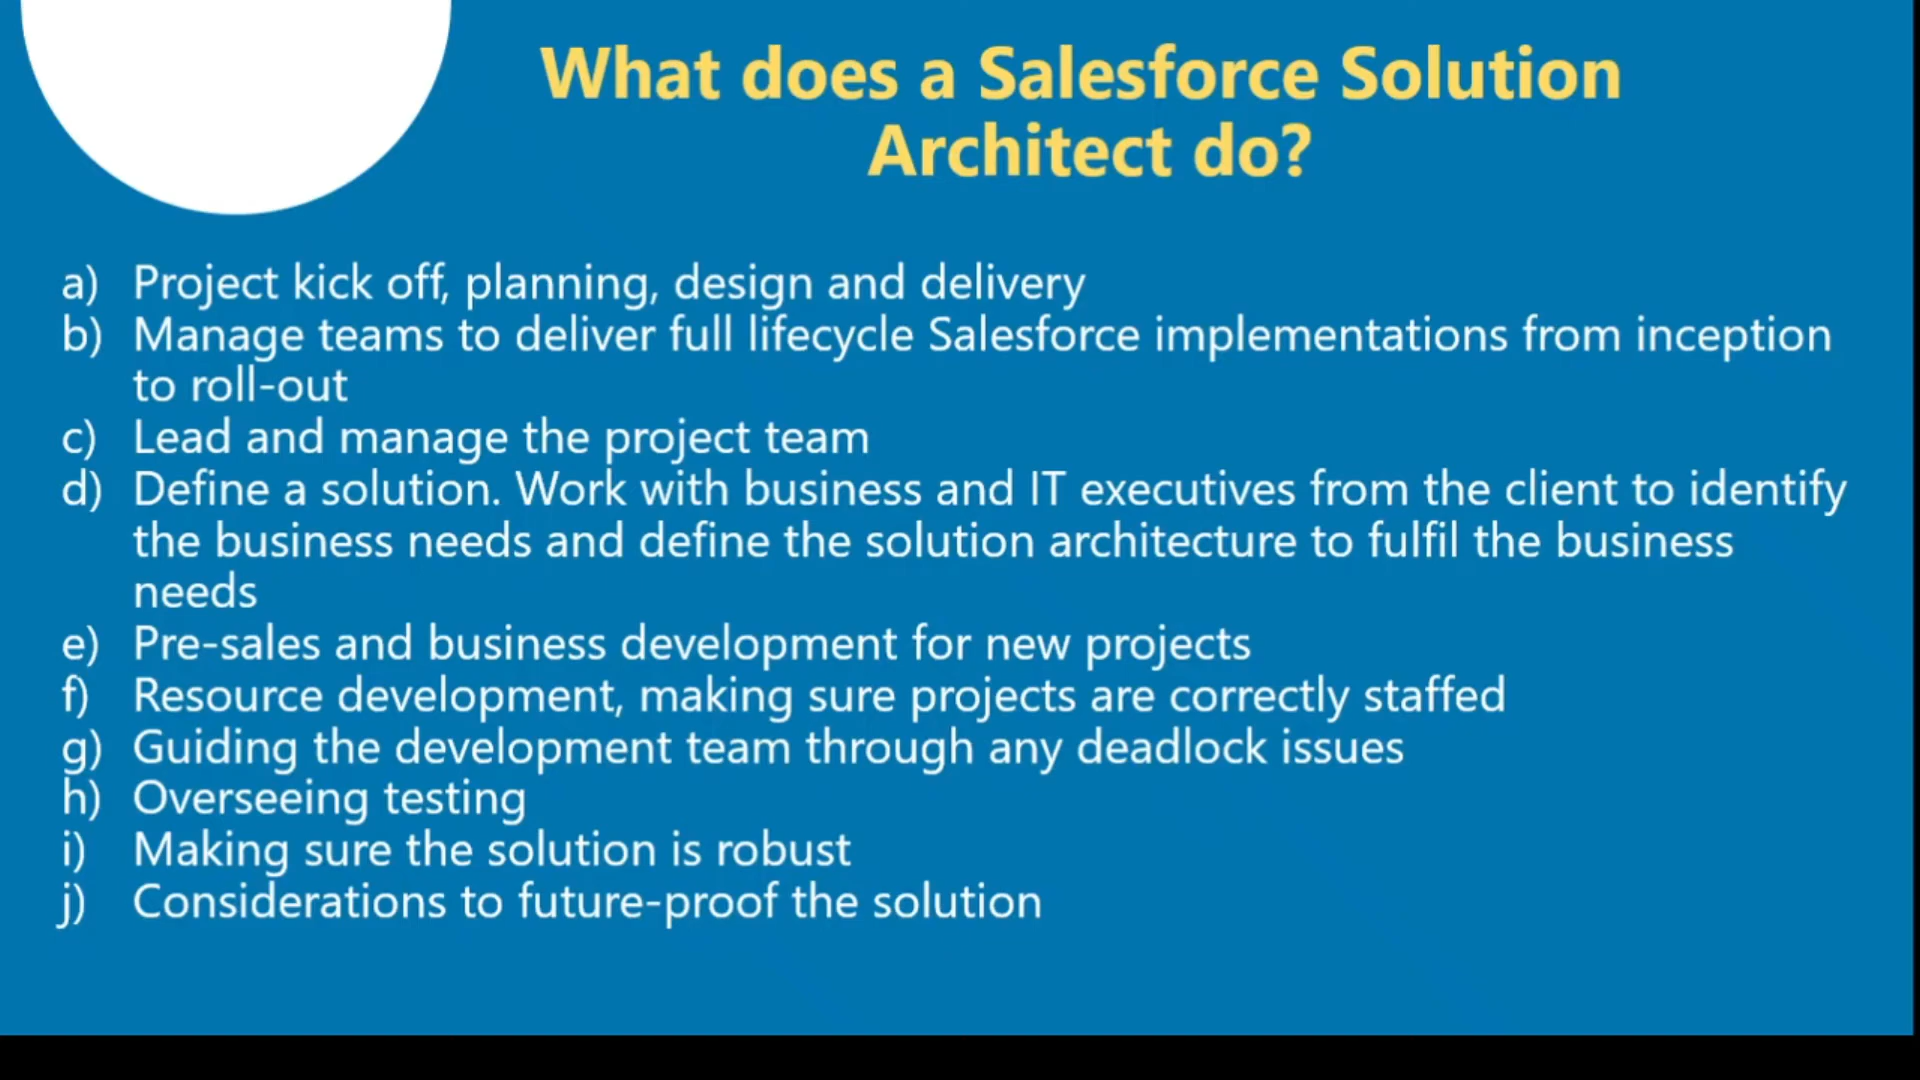 What does a Salesforce Solution
Architect do?
a) Project kick off, planning, design and delivery
b) Manage teams to deliver full lifecycle Salesforce implementations from inception
to roll-out
c) Lead and manage the project team
d) Define a solution. Work with business and IT executives from the client to identify
the business needs and define the solution architecture to fulfil the business
needs
e) Pre-sales and business development for new projects
f) Resource development, making sure projects are correctly staffed
g) Guiding the development team through any deadlock issues
h) Overseeing testing
i) Making sure the solution is robust
j) Considerations to future-proof the solution